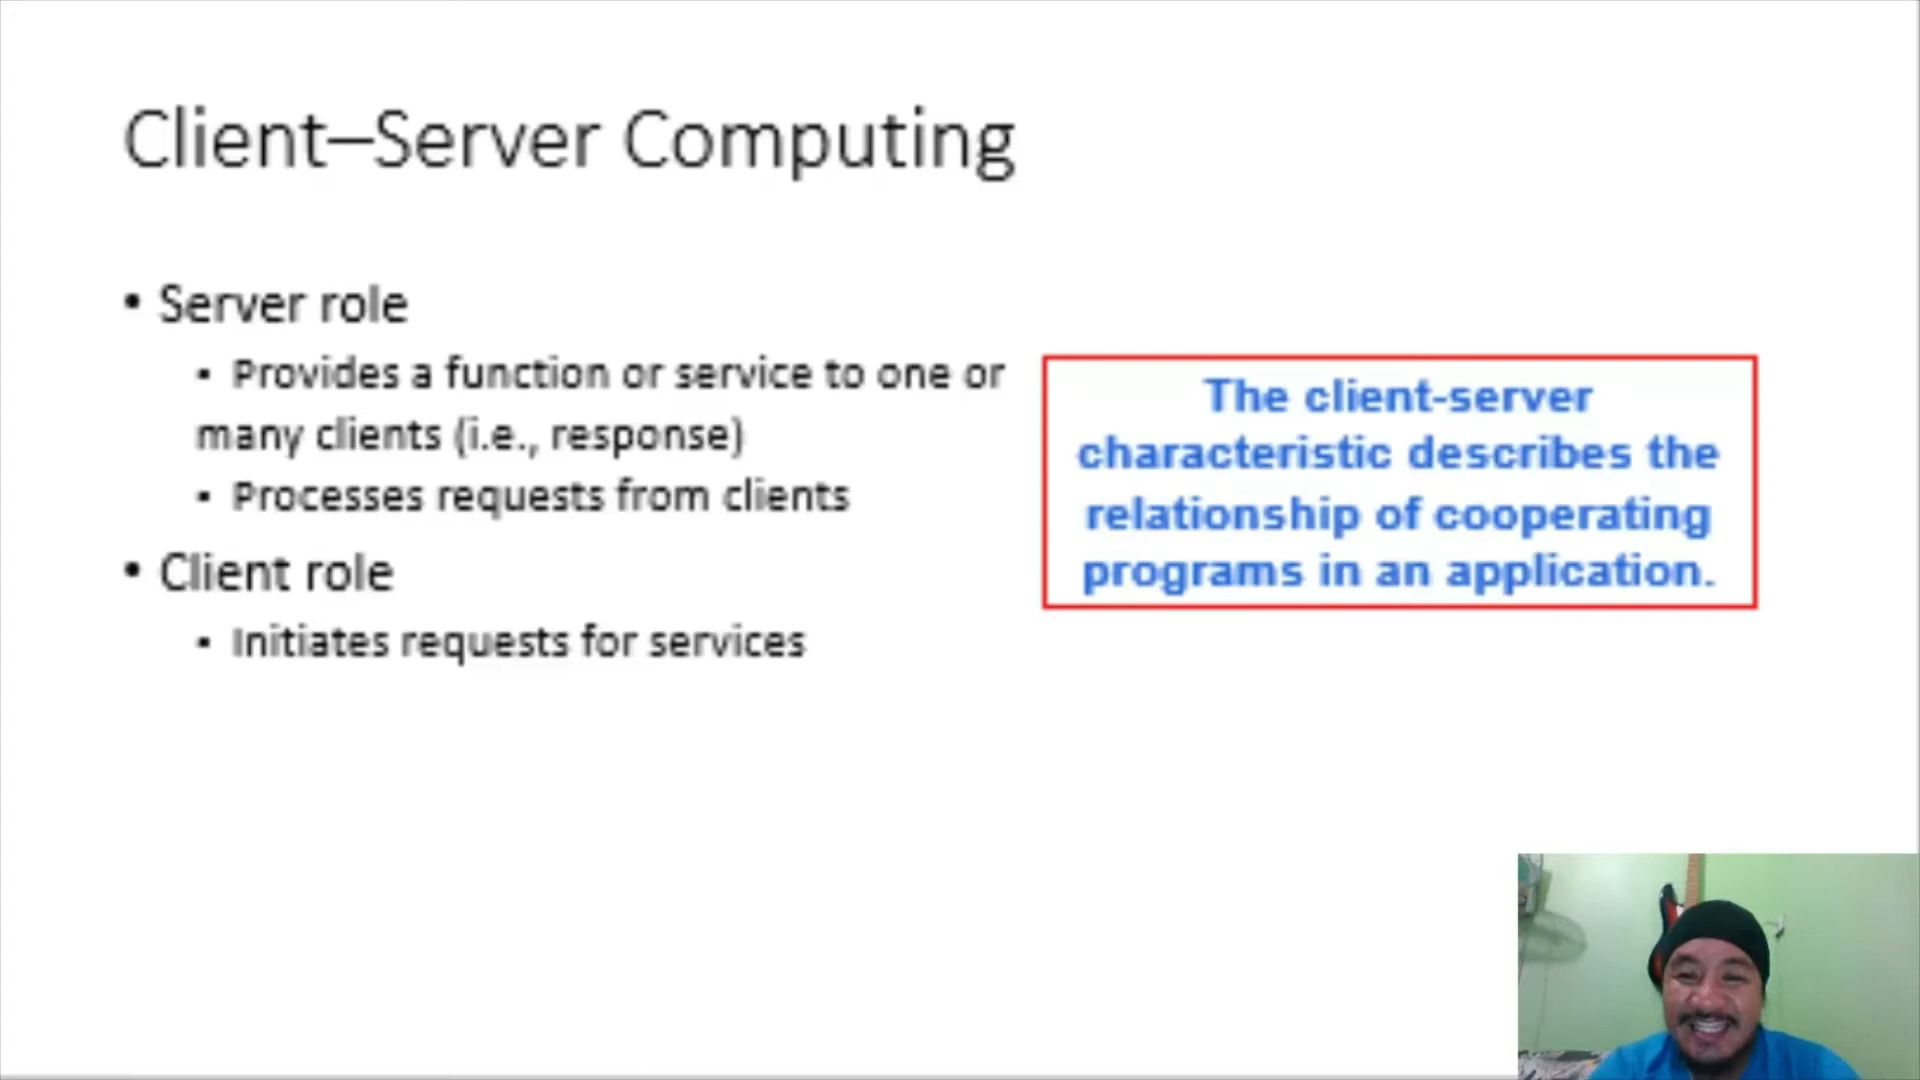 Client–Server Computing
• Server role
▪ Provides a function or service to one or
many clients (i.e., response)
▪ Processes requests from clients
• Client role
▪ Initiates requests for services
The client-server
characteristic describes the
relationship of cooperating
programs in an application.